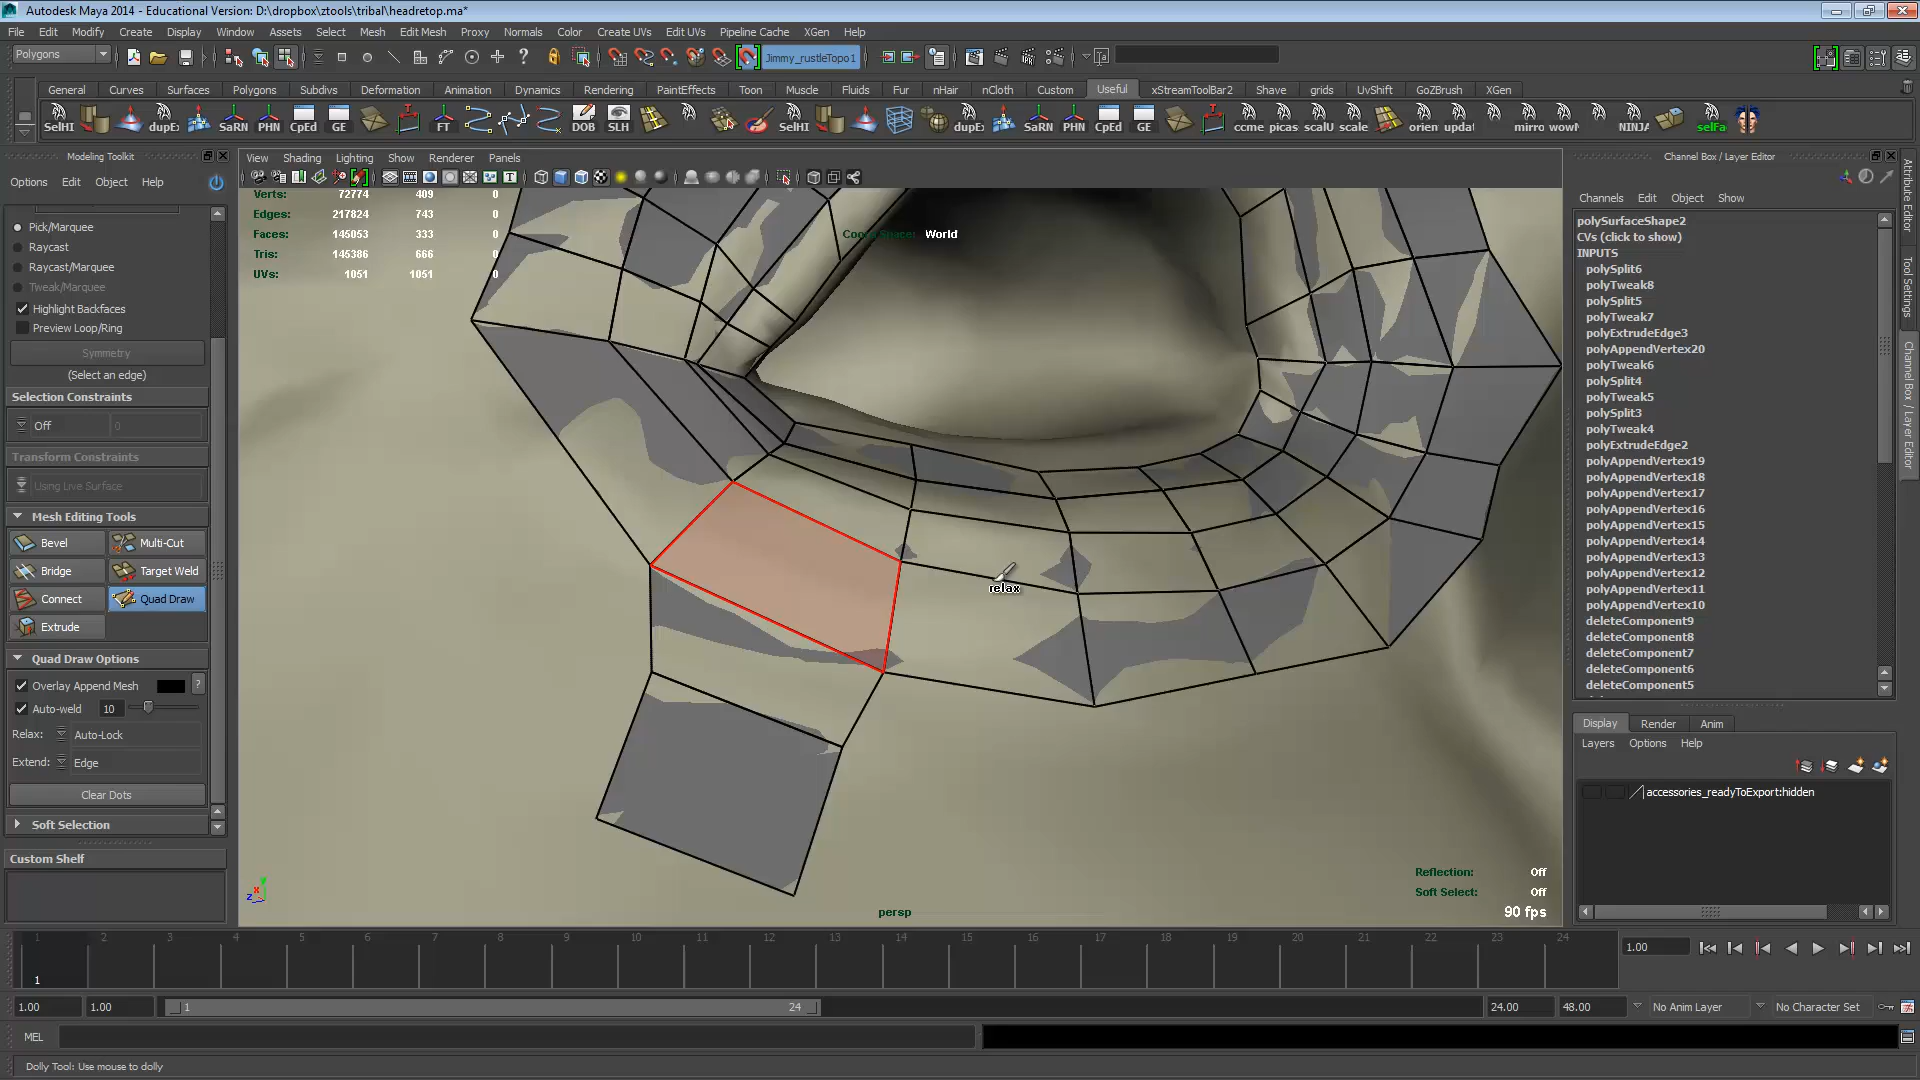 Autodesk Maya 2014 - Educational Version: D:\dropbox\ztools\tribal\headretop.ma*
File Edit Modify Create Display Window Assets Select Mesh Edit Mesh Proxy Normals Color Create UVs Edit UVs Pipeline Cache XGen Help
Polygons
Jimmy_rustleTopo1
General Curves Surfaces Polygons Subdivs Deformation Animation Dynamics Rendering PaintEffects Toon Muscle Fluids Fur nHair nCloth Custom Useful xStreamToolBar2 Shave grids UvShift GoZBrush XGen
SelHI dupE SaRN PHN CpEd GE FT DOB SLH SelHI dupE SaRN PHN CpEd GE ccme picas scalU scale orien updat mirro wowN NINJA selFa
Modeling Toolkit
Options Edit Object Help
Pick/Marquee
Raycast
Raycast/Marquee
Tweak/Marquee
Highlight Backfaces
Preview Loop/Ring
Symmetry
(Select an edge)
Selection Constraints
Off 0
Transform Constraints
Using Live Surface
Mesh Editing Tools
Bevel Multi-Cut
Bridge Target Weld
Connect Quad Draw
Extrude
Quad Draw Options
Overlay Append Mesh ?
Auto-weld 10
Relax: Auto-Lock
Extend: Edge
Clear Dots
Soft Selection
Custom Shelf
View Shading Lighting Show Renderer Panels
Verts: 72774 409 0
Edges: 217824 743 0
Faces: 145053 333 0
Tris: 145386 666 0
UVs: 1051 1051 0
Coord Space: World
relax
Reflection: Off
Soft Select: Off
90 fps
persp
Channel Box / Layer Editor
Channels Edit Object Show
polySurfaceShape2
CVs (click to show)
INPUTS
polySplit6
polyTweak8
polySplit5
polyTweak7
polyExtrudeEdge3
polyAppendVertex20
polyTweak6
polySplit4
polyTweak5
polySplit3
polyTweak4
polyExtrudeEdge2
polyAppendVertex19
polyAppendVertex18
polyAppendVertex17
polyAppendVertex16
polyAppendVertex15
polyAppendVertex14
polyAppendVertex13
polyAppendVertex12
polyAppendVertex11
polyAppendVertex10
deleteComponent9
deleteComponent8
deleteComponent7
deleteComponent6
deleteComponent5
Display Render Anim
Layers Options Help
accessories_readyToExport:hidden
Attribute Editor
Tool Settings
Channel Box / Layer Editor
1 2 3 4 5 6 7 8 9 10 11 12 13 14 15 16 17 18 19 20 21 22 23 24
1
1.00
1.00 1.00 1 24 24.00 48.00 No Anim Layer No Character Set
MEL
Dolly Tool: Use mouse to dolly